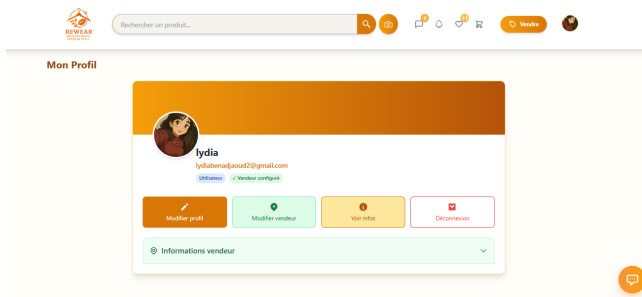 REWEAR
Rechercher un produit...
Vendre
Mon Profil
lydia
lydiabenadjaoud2@gmail.com
Utilisateur
✓ Vendeur configuré
Modifier profil
Modifier vendeur
Voir infos
Déconnexion
Informations vendeur